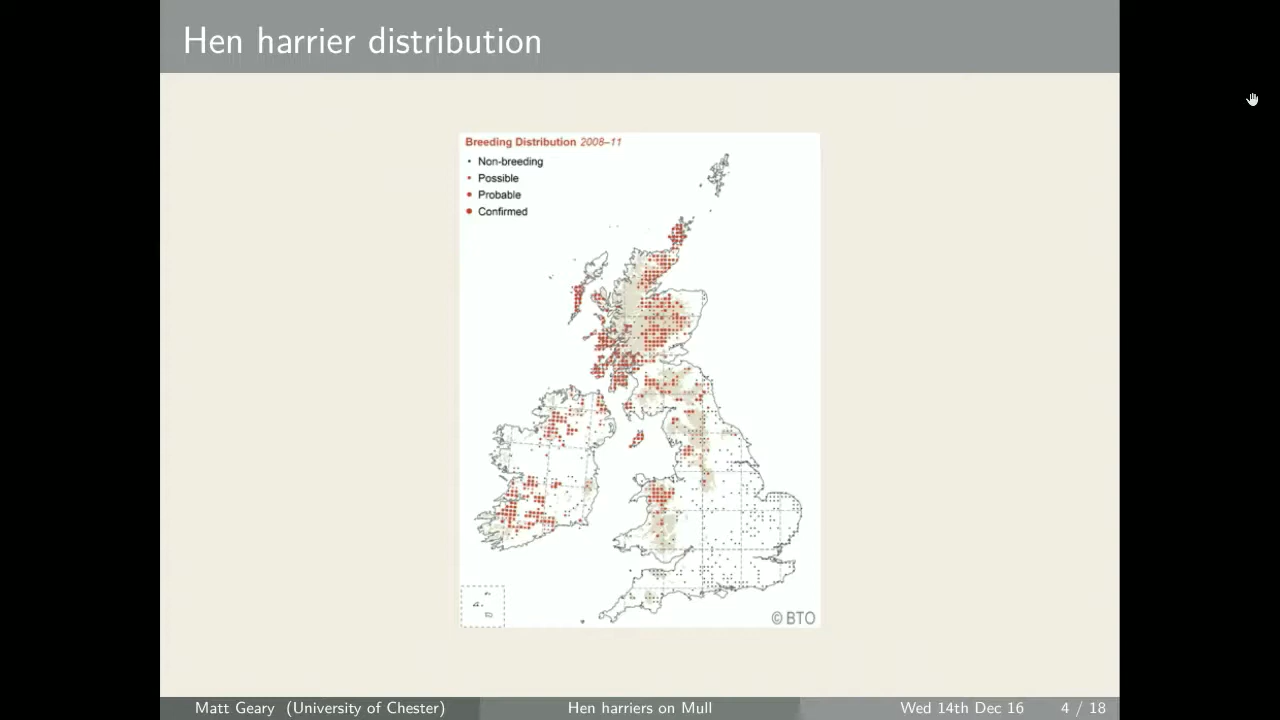 Hen harrier distribution
Breeding Distribution 2008–11
Non-breeding
Possible
Probable
Confirmed
© BTO
Matt Geary (University of Chester)
Hen harriers on Mull
Wed 14th Dec 16
4 / 18